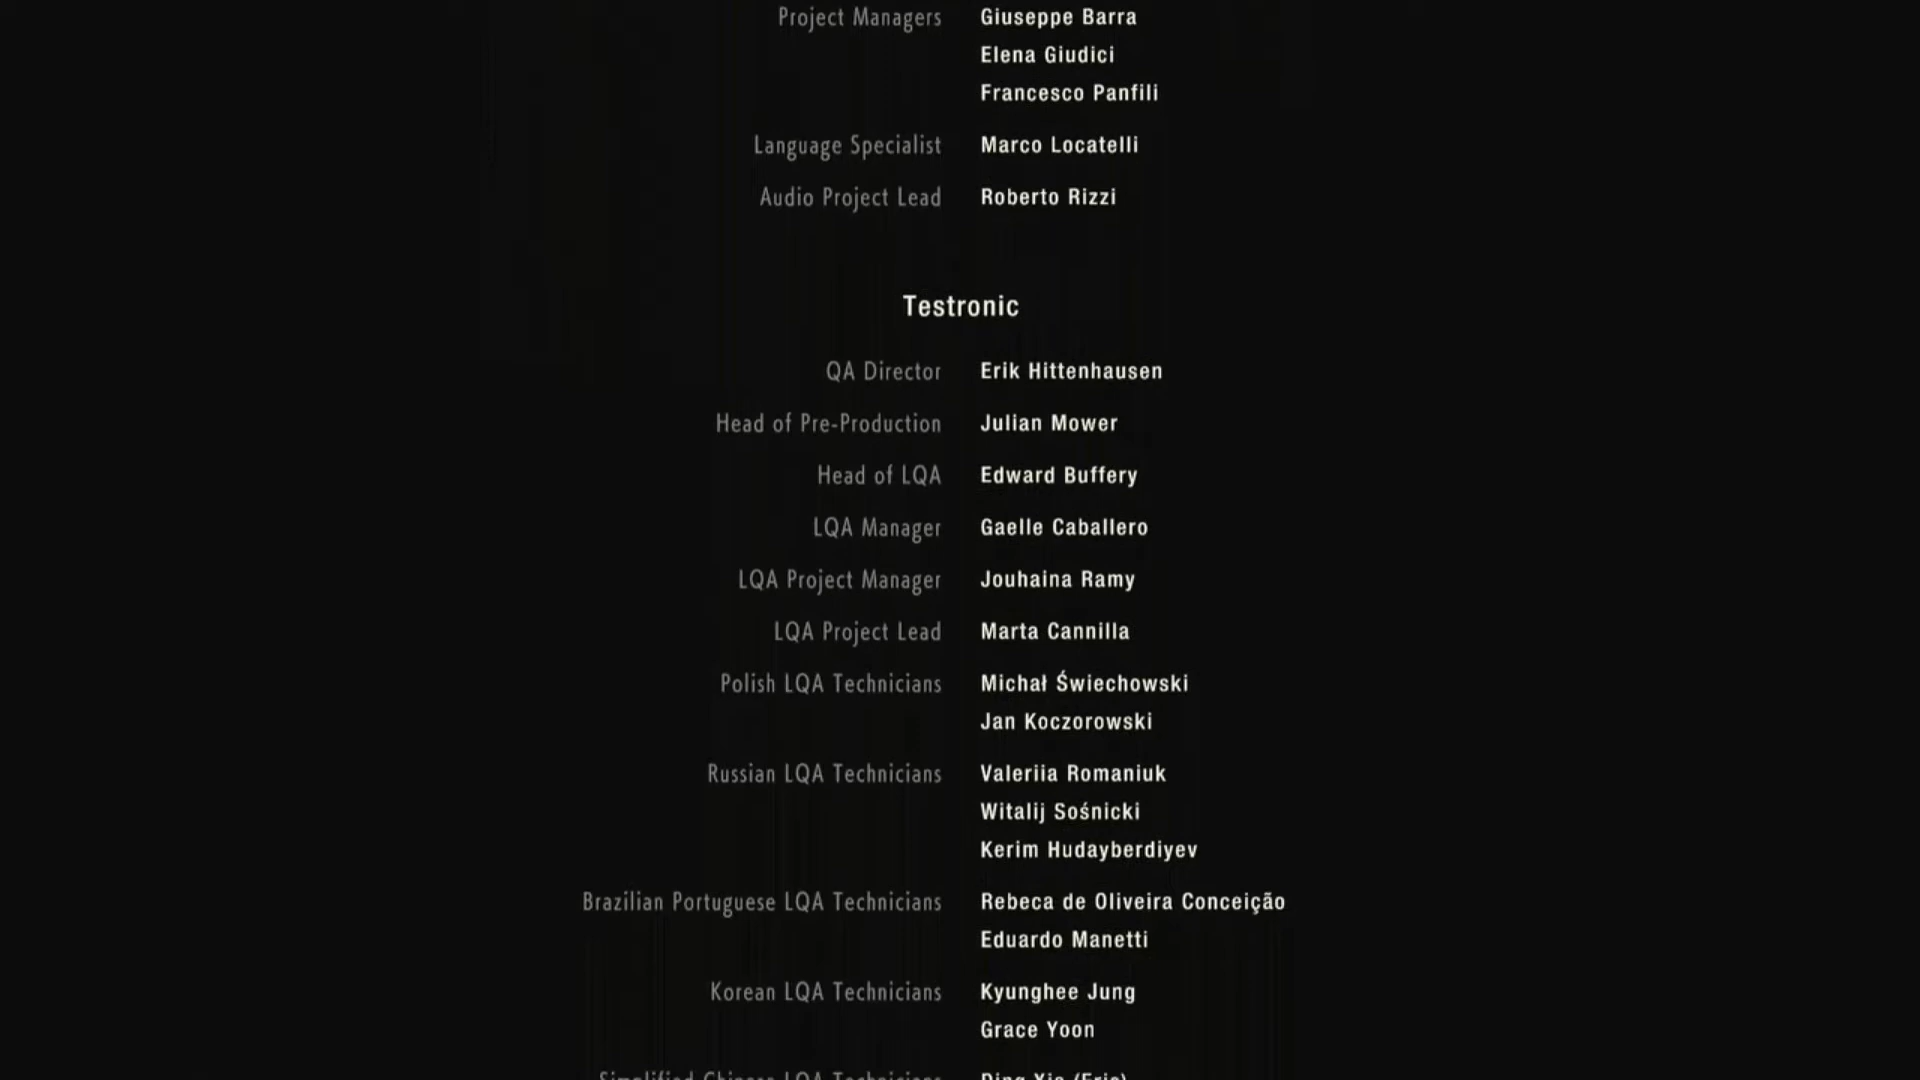 Project Managers Giuseppe Barra
Elena Giudici
Francesco Panfili
Language Specialist Marco Locatelli
Audio Project Lead Roberto Rizzi
Testronic
QA Director Erik Hittenhausen
Head of Pre-Production Julian Mower
Head of LQA Edward Buffery
LQA Manager Gaelle Caballero
LQA Project Manager Jouhaina Ramy
LQA Project Lead Marta Cannilla
Polish LQA Technicians Michał Świechowski
Jan Koczorowski
Russian LQA Technicians Valeriia Romaniuk
Witalij Sośnicki
Kerim Hudayberdiyev
Brazilian Portuguese LQA Technicians Rebeca de Oliveira Conceição
Eduardo Manetti
Korean LQA Technicians Kyunghee Jung
Grace Yoon
Simplified Chinese LQA Technicians